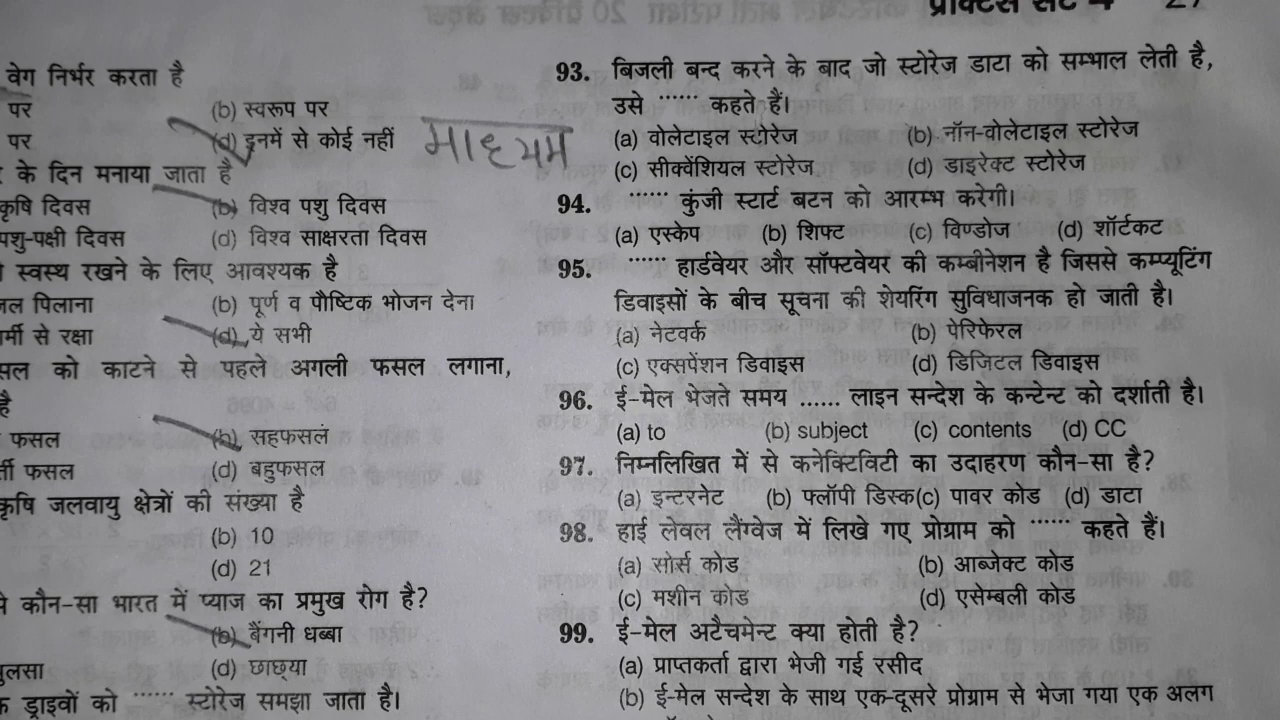 प्रैक्टिस सेट 4 27
वेग निर्भर करता है
पर (b) स्वरूप पर
पर (d) इनमें से कोई नहीं माध्यम
के दिन मनाया जाता है
कृषि दिवस (b) विश्व पशु दिवस
पशु-पक्षी दिवस (d) विश्व साक्षरता दिवस
स्वस्थ रखने के लिए आवश्यक है
पिलाना (b) पूर्ण व पौष्टिक भोजन देना
से रक्षा (d) ये सभी
को काटने से पहले अगली फसल लगाना,
है
फसल (b) सहफसलं
फसल (d) बहुफसल
कृषि जलवायु क्षेत्रों की संख्या है
(b) 10
(d) 21
कौन-सा भारत में प्याज का प्रमुख रोग है?
(b) बैंगनी धब्बा
(d) छाछ्या
ड्राइवों को ...... स्टोरेज समझा जाता है।
93. बिजली बन्द करने के बाद जो स्टोरेज डाटा को सम्भाल लेती है,
उसे ...... कहते हैं।
(a) वोलेटाइल स्टोरेज (b) नॉन-वोलेटाइल स्टोरेज
(c) सीक्वेंशियल स्टोरेज (d) डाइरेक्ट स्टोरेज
94. ...... कुंजी स्टार्ट बटन को आरम्भ करेगी।
(a) एस्केप (b) शिफ्ट (c) विण्डोज (d) शॉर्टकट
95. ...... हार्डवेयर और सॉफ्टवेयर की कम्बीनेशन है जिससे कम्प्यूटिंग
डिवाइसों के बीच सूचना की शेयरिंग सुविधाजनक हो जाती है।
(a) नेटवर्क (b) पेरिफेरल
(c) एक्सपेंशन डिवाइस (d) डिजिटल डिवाइस
96. ई-मेल भेजते समय ...... लाइन सन्देश के कन्टेन्ट को दर्शाती है।
(a) to (b) subject (c) contents (d) CC
97. निम्नलिखित में से कनेक्टिविटी का उदाहरण कौन-सा है?
(a) इन्टरनेट (b) फ्लॉपी डिस्क(c) पावर कोड (d) डाटा
98. हाई लेवल लैंग्वेज में लिखे गए प्रोग्राम को ...... कहते हैं।
(a) सोर्स कोड (b) आब्जेक्ट कोड
(c) मशीन कोड (d) एसेम्बली कोड
99. ई-मेल अटैचमेन्ट क्या होती है?
(a) प्राप्तकर्ता द्वारा भेजी गई रसीद
(b) ई-मेल सन्देश के साथ एक-दूसरे प्रोग्राम से भेजा गया एक अलग